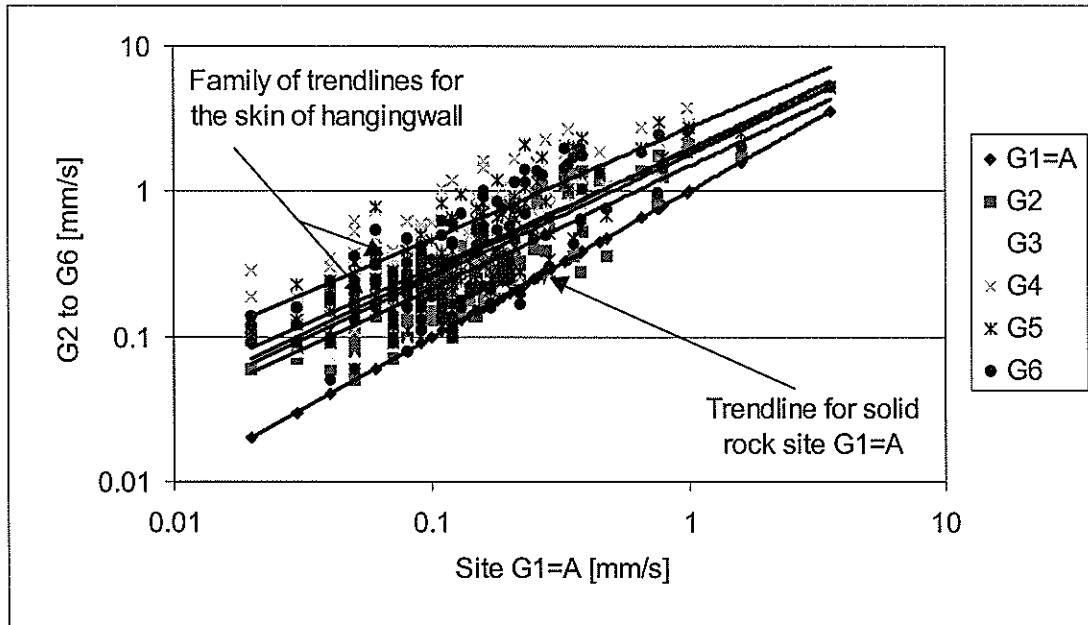 10
1
0.1
0.01
G2 to G6 [mm/s]
Family of trendlines for
the skin of hangingwall
Trendline for solid
rock site G1=A
0.01
0.1
1
10
Site G1=A [mm/s]
G1=A
G2
G3
G4
G5
G6